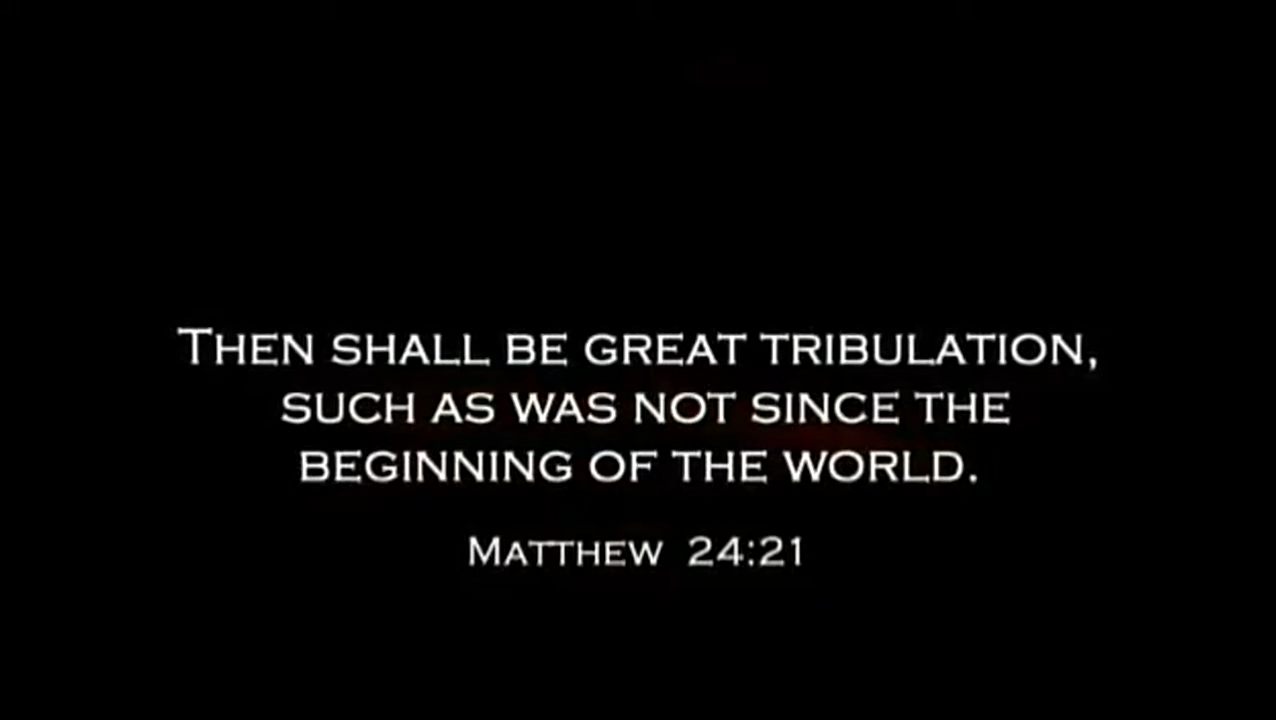 Then shall be great tribulation,
such as was not since the
beginning of the world.
Matthew 24:21